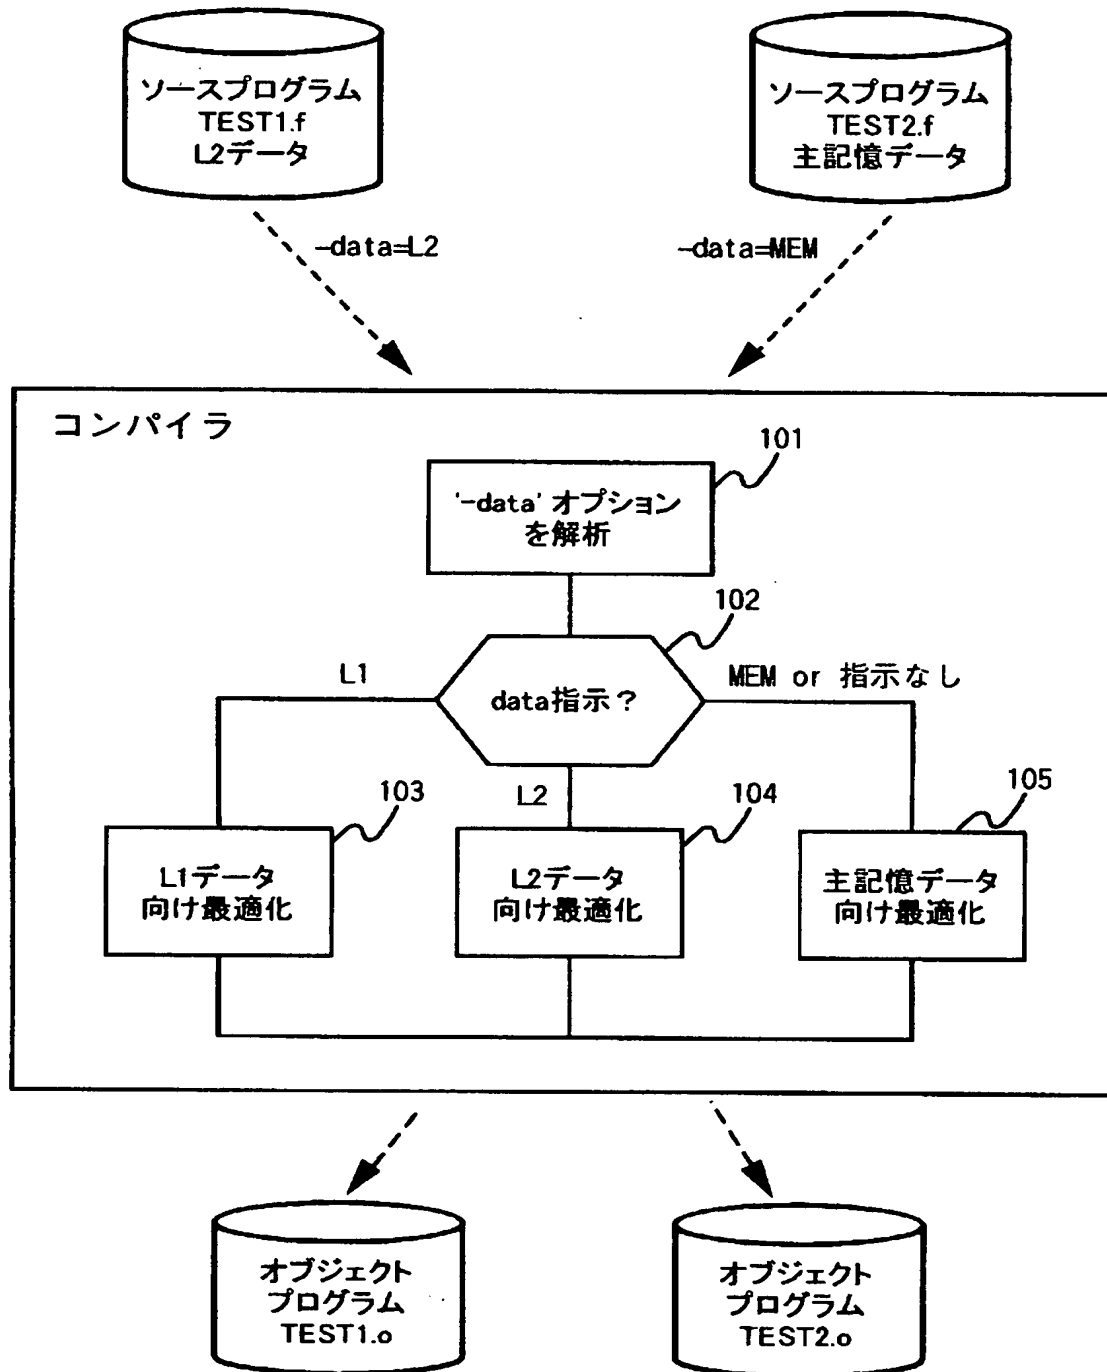 ソースプログラム
TEST1.f
L2データ
ソースプログラム
TEST2.f
主記憶データ
-data=L2
-data=MEM
コンパイラ
101
'-data' オプション
を解析
102
L1
data指示?
MEM or 指示なし
103
L2
104
105
L1データ
向け最適化
L2データ
向け最適化
主記憶データ
向け最適化
オブジェクト
プログラム
TEST1.o
オブジェクト
プログラム
TEST2.o